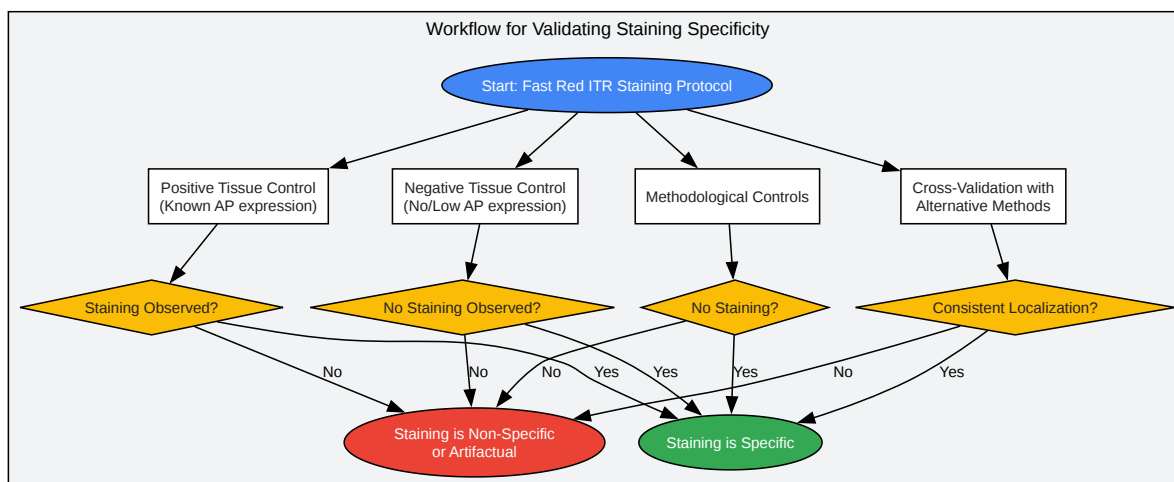 Workflow for Validating Staining Specificity
Start: Fast Red ITR Staining Protocol
Positive Tissue Control
(Known AP expression)
Negative Tissue Control
(No/Low AP expression)
Methodological Controls
Cross-Validation with
Alternative Methods
Staining Observed?
No Staining Observed?
No Staining?
Consistent Localization?
No
No
No
Yes
Yes
Yes
No
Yes
Staining is Non-Specific
or Artifactual
Staining is Specific